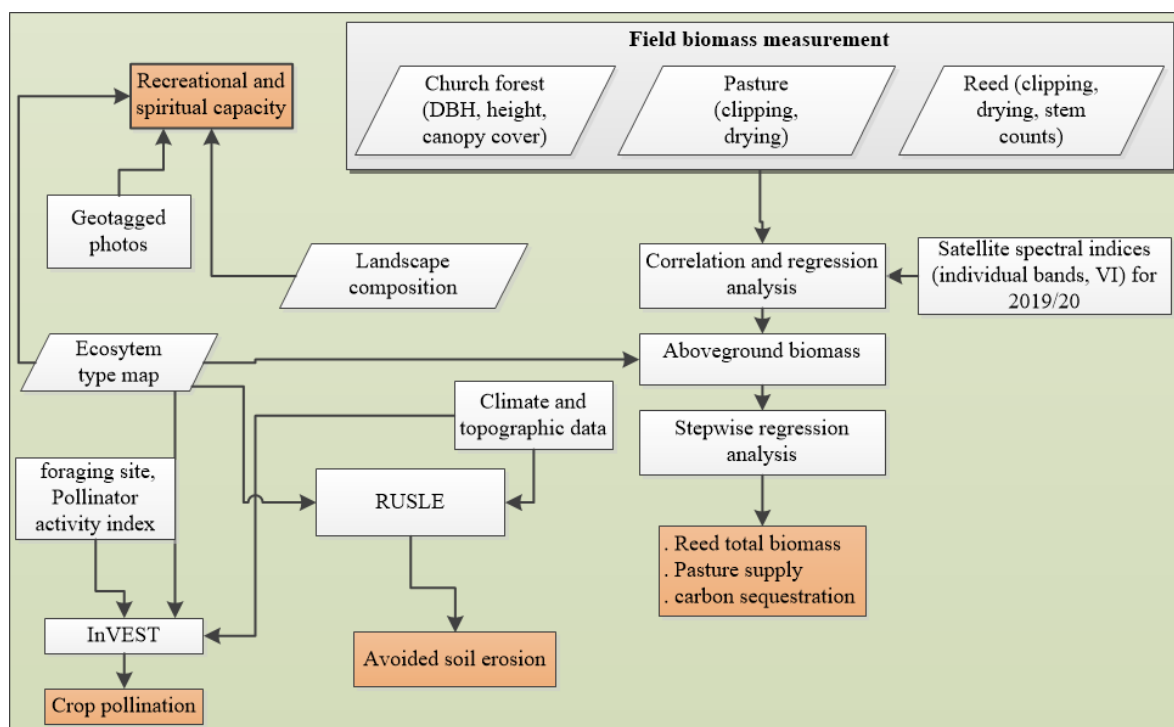 Field biomass measurement
Recreational and
spiritual capacity
Church forest
(DBH, height,
canopy cover)
Pasture
(clipping,
drying)
Reed (clipping,
drying, stem
counts)
Geotagged
photos
Landscape
composition
Correlation and regression
analysis
Satellite spectral indices
(individual bands, VI) for
2019/20
Ecosytem
type map
Aboveground biomass
Climate and
topographic data
Stepwise regression
analysis
foraging site,
Pollinator
activity index
RUSLE
. Reed total biomass
. Pasture supply
. carbon sequestration
InVEST
Avoided soil erosion
Crop pollination